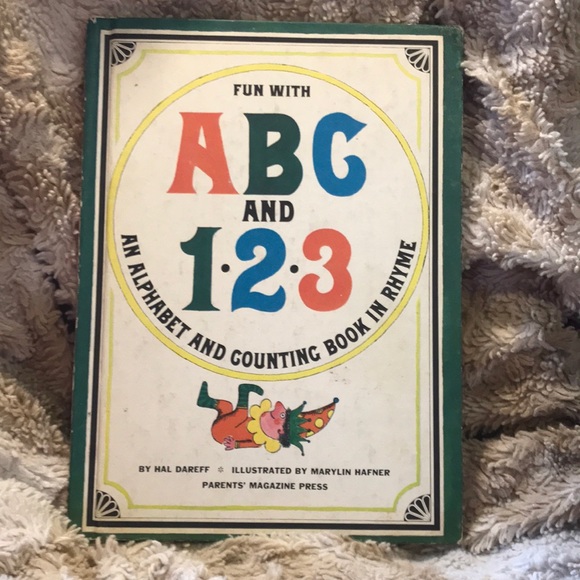 FUN WITH
ABC
AND
1·2·3
AN ALPHABET AND COUNTING BOOK IN RHYME
BY HAL DAREFF ☼ ILLUSTRATED BY MARYLIN HAFNER
PARENTS' MAGAZINE PRESS